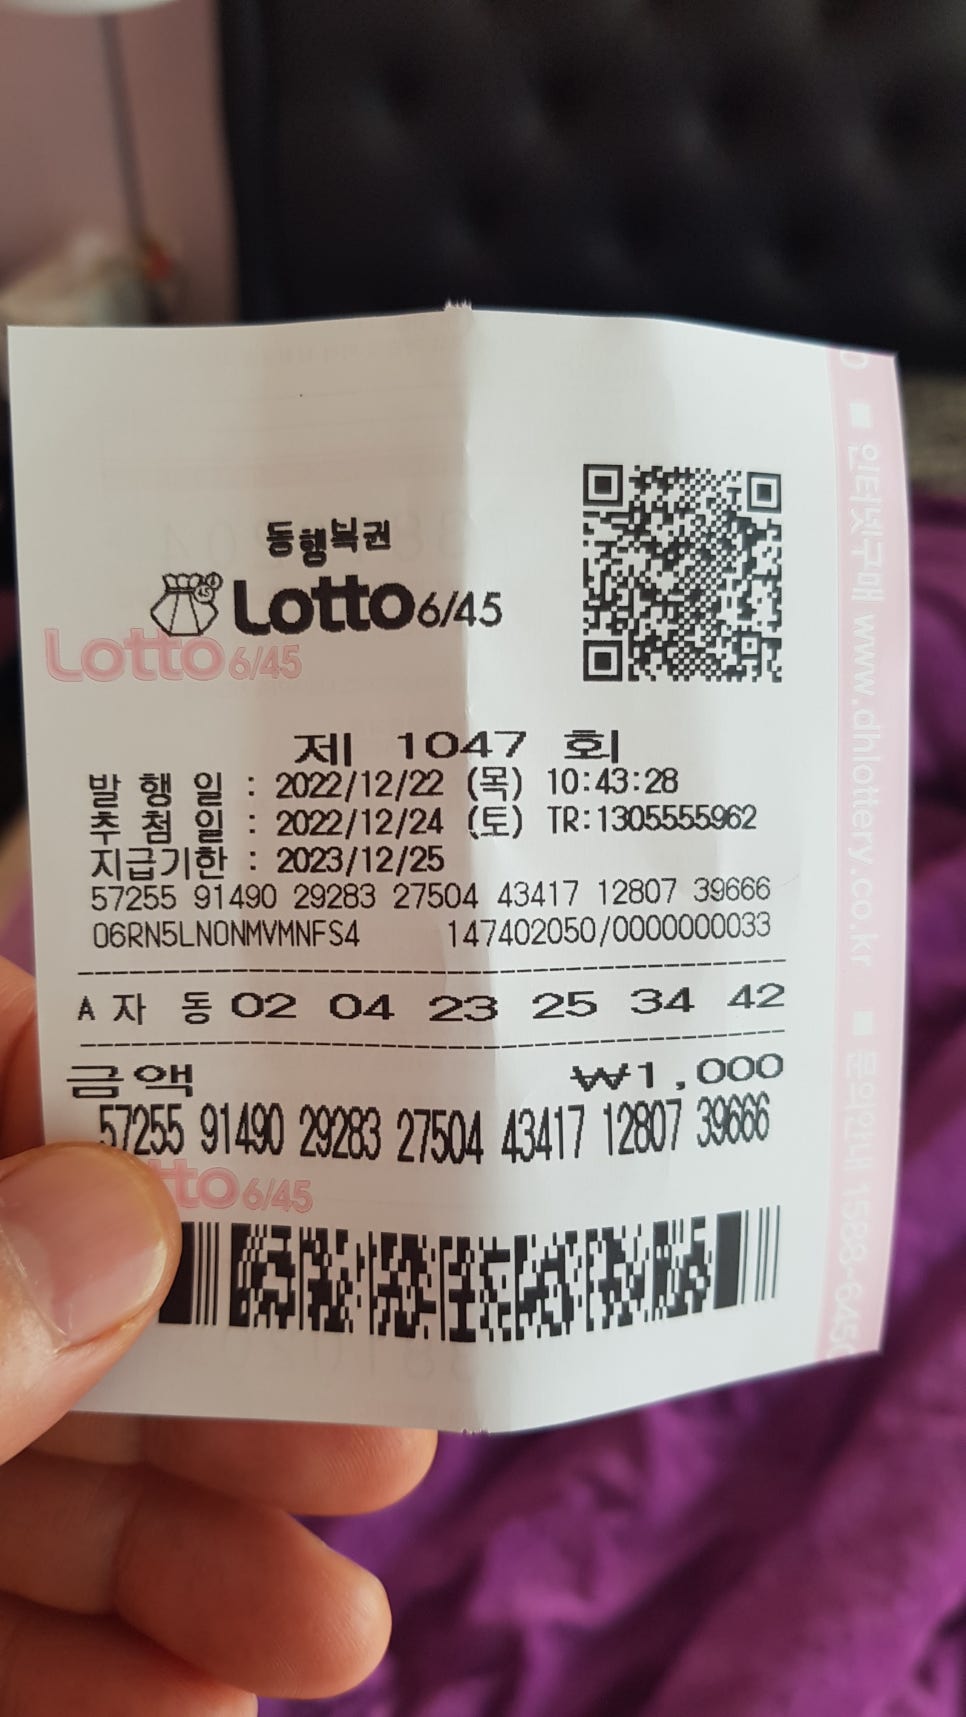 동행복권
Lotto6/45
Lotto6/45
제 1047 회
발 행 일 : 2022/12/22 (목) 10:43:28
추 첨 일 : 2022/12/24 (토) TR:1305555962
지급기한 : 2023/12/25
57255 91490 29283 27504 43417 12807 39666
06RN5LN0NMVMNFS4 147402050/0000000033
A 자 동 02 04 23 25 34 42
금액 ₩1,000
57255 91490 29283 27504 43417 12807 39666
tto6/45
■ 인터넷구매 www.dhlottery.co.kr ■ 문의안내 1588-645